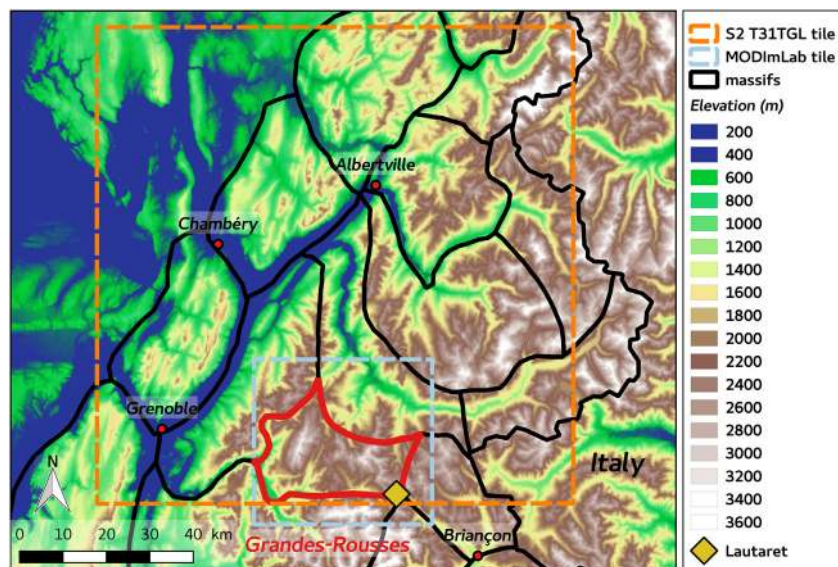 Albertville
Chambéry
Grenoble
N
Italy
0 10 20 30 40 km
Grandes-Rousses
Briançon
S2 T31TGL tile
MODImLab tile
massifs
Elevation (m)
200
400
600
800
1000
1200
1400
1600
1800
2000
2200
2400
2600
2800
3000
3200
3400
3600
Lautaret